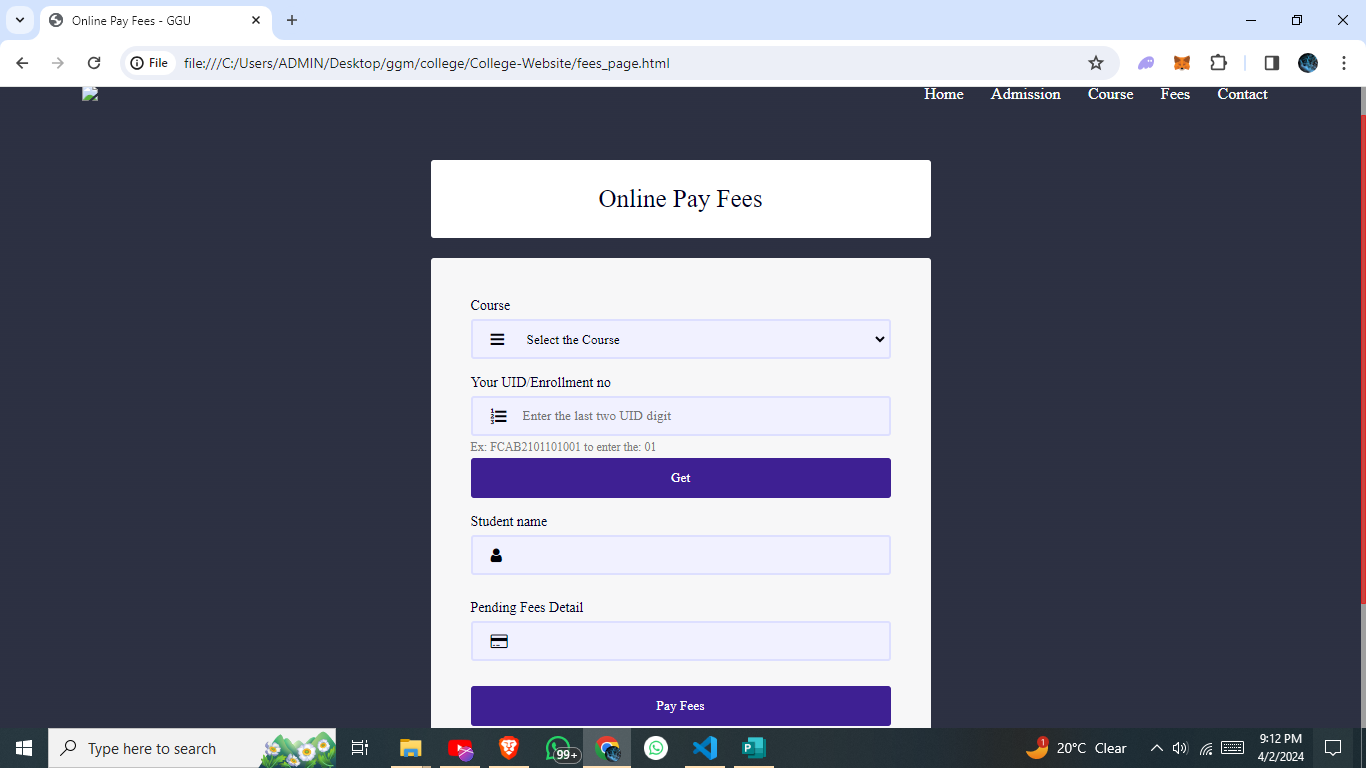 Online Pay Fees - GGU
File file:///C:/Users/ADMIN/Desktop/ggm/college/College-Website/fees_page.html
Home Admission Course Fees Contact
Online Pay Fees
Course
Select the Course
Your UID/Enrollment no
Enter the last two UID digit
Ex: FCAB2101101001 to enter the: 01
Get
Student name
Pending Fees Detail
Pay Fees
Type here to search
99+
1
20°C Clear
9:12 PM
4/2/2024